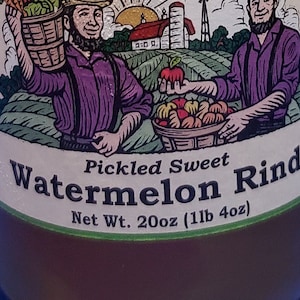 Pickled Sweet
Watermelon Rind
Net Wt. 20oz (1lb 4oz)